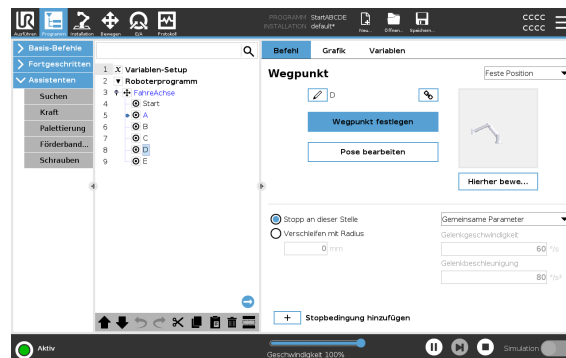 PROGRAMM StartABCDE
INSTALLATION default*
Neu... Öffnen... Speichern...
CCCC
CCCC
Ausführen Programm Installation Bewegen E/A Protokoll
Basis-Befehle
Fortgeschritten
Assistenten
Suchen
Kraft
Palettierung
Förderband...
Schrauben
1 X Variablen-Setup
2 Roboterprogramm
3 FahreAchse
4 Start
5 A
6 B
7 C
8 D
9 E
Befehl Grafik Variablen
Wegpunkt
Feste Position
D
Wegpunkt festlegen
Pose bearbeiten
Hierher bewe...
Stopp an dieser Stelle
Verschleifen mit Radius
0 mm
Gemeinsame Parameter
Gelenkgeschwindigkeit
60 °/s
Gelenkbeschleunigung
80 °/s²
+ Stopbedingung hinzufügen
Aktiv
Geschwindigkeit 100%
Simulation